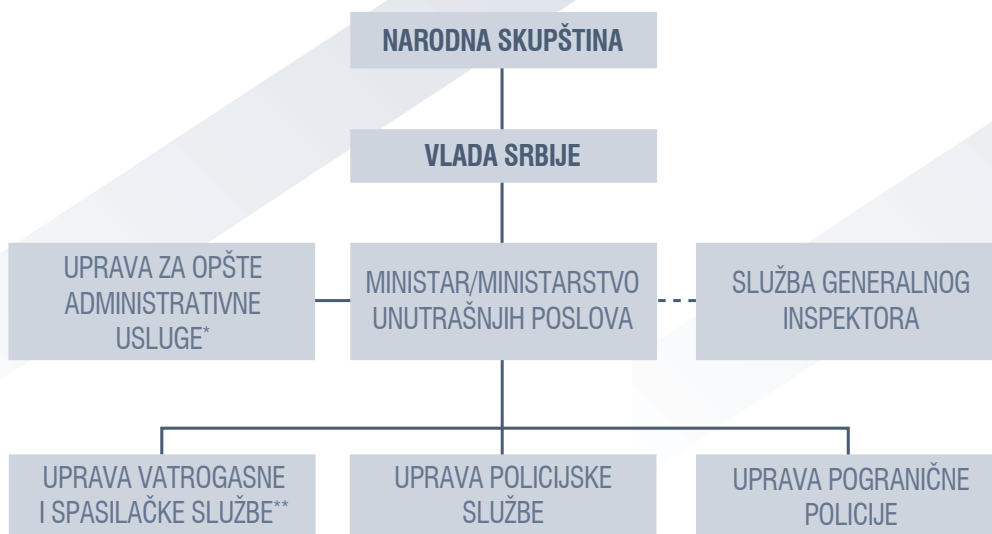 NARODNA SKUPŠTINA
VLADA SRBIJE
UPRAVA ZA OPŠTE
ADMINISTRATIVNE
USLUGE*
MINISTAR/MINISTARSTVO
UNUTRAŠNJIH POSLOVA
SLUŽBA GENERALNOG
INSPEKTORA
UPRAVA VATROGASNE
I SPASILAČKE SLUŽBE**
UPRAVA POLICIJSKE
SLUŽBE
UPRAVA POGRANIČNE
POLICIJE